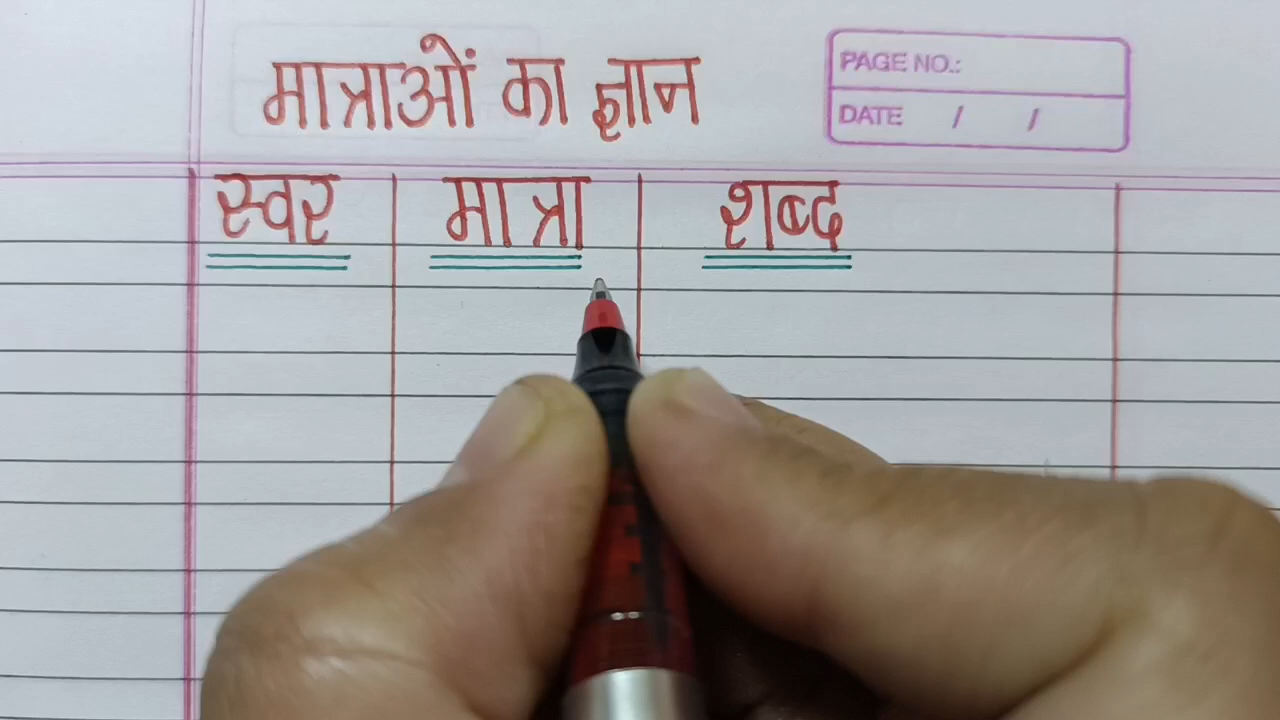 मात्राओं का ज्ञान
PAGE NO.:
DATE / /
स्वर मात्रा शब्द